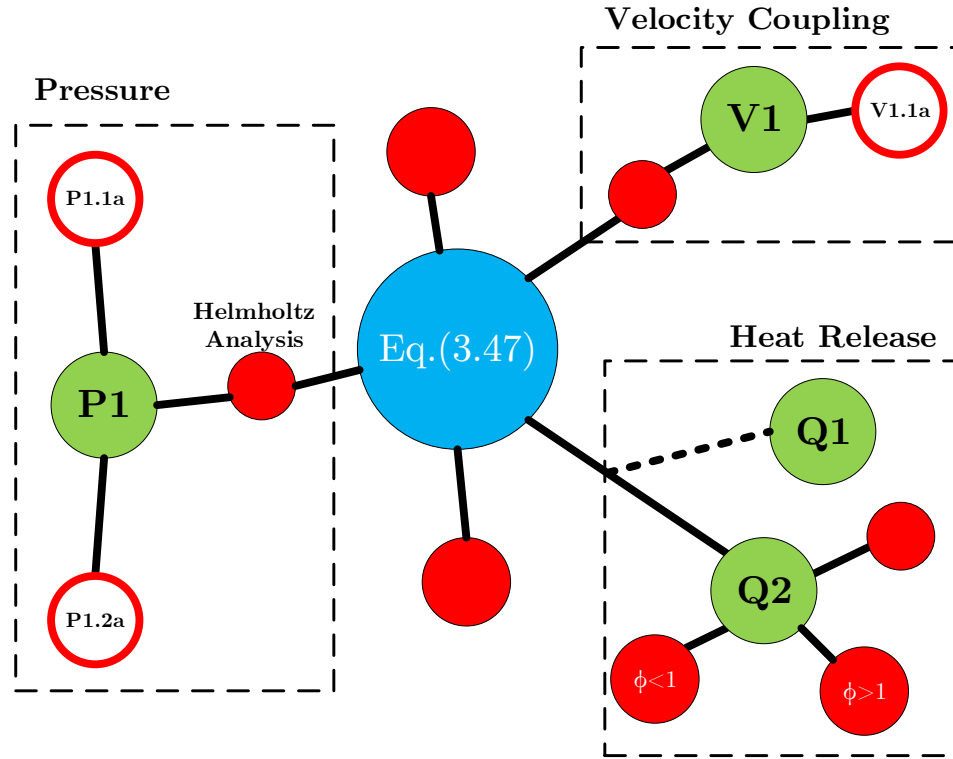 Velocity Coupling
V1
V1.1a
Pressure
P1.1a
Helmholtz
Analysis
P1
P1.2a
Eq.(3.47)
Heat Release
Q1
Q2
ϕ<1
ϕ>1